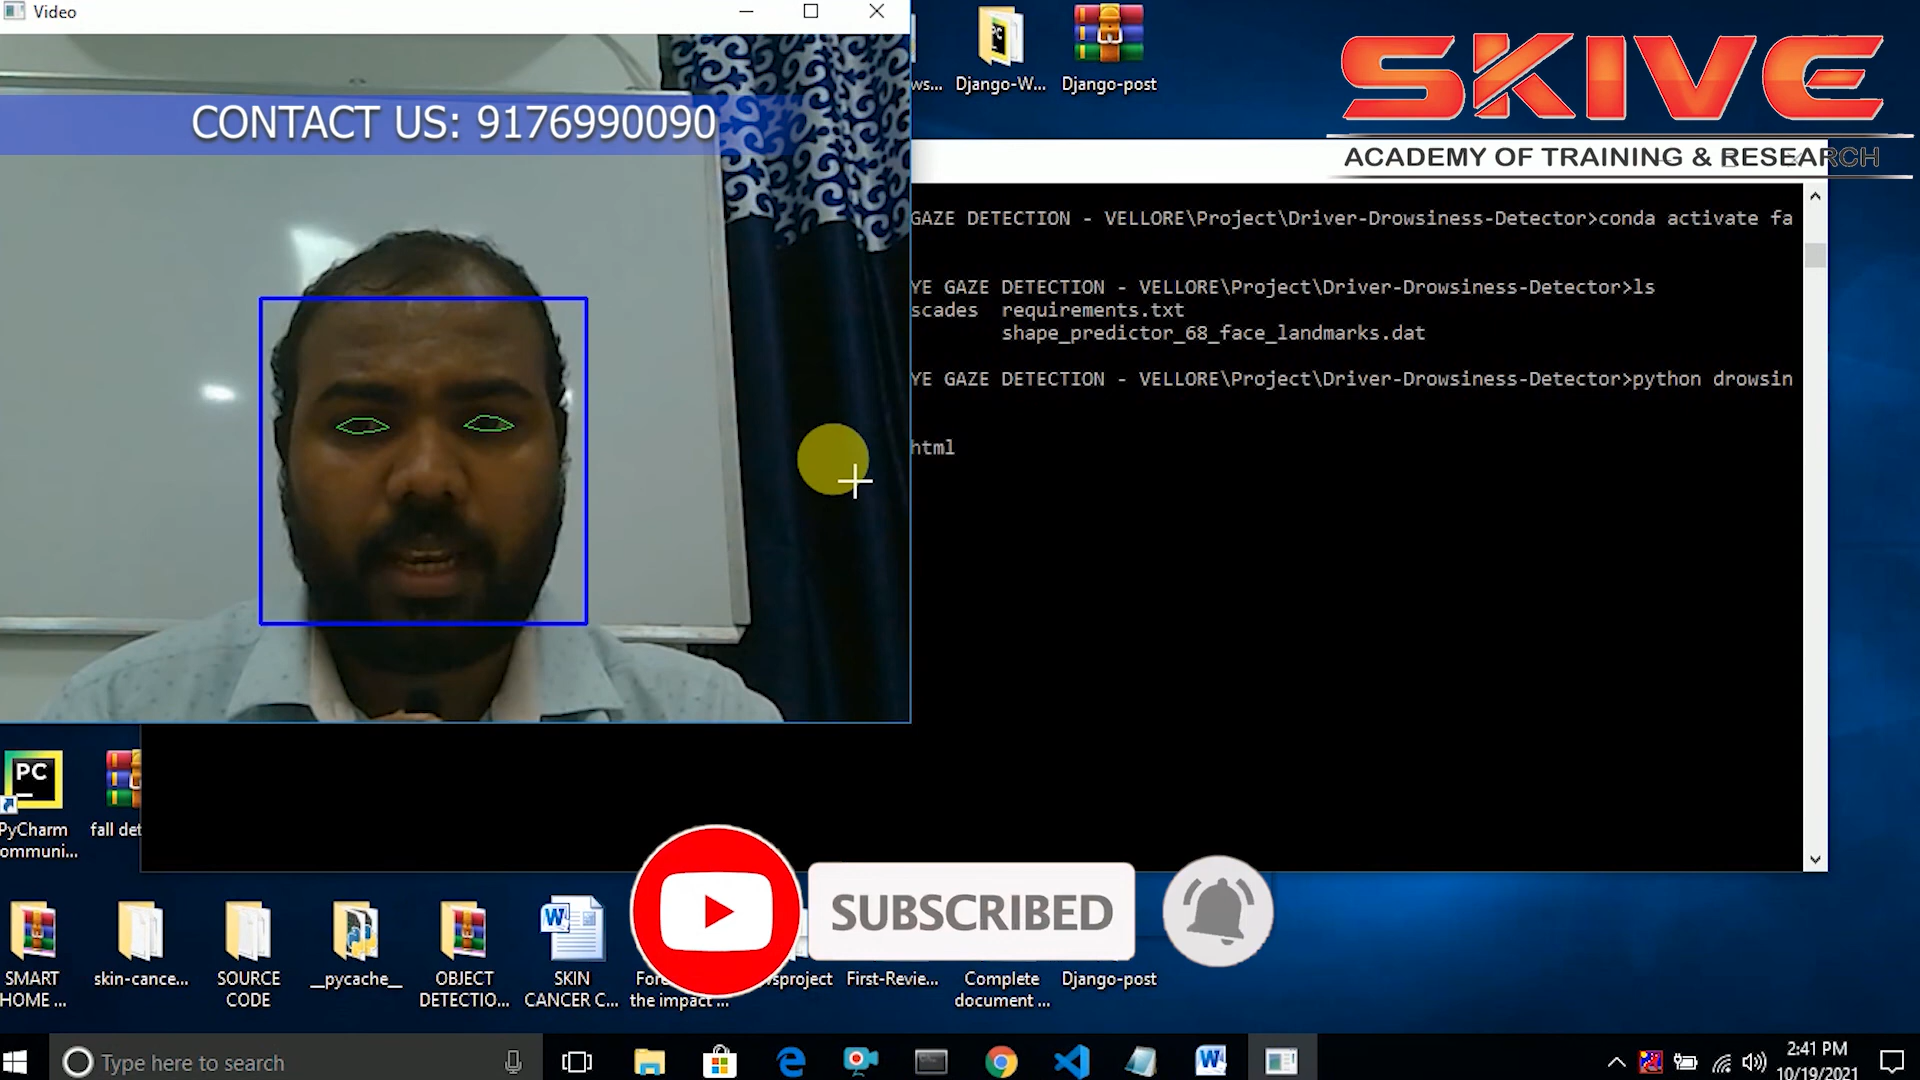 Video
CONTACT US: 9176990090
ws...
Django-W...
Django-post
SKIVE
ACADEMY OF TRAINING & RESEARCH
GAZE DETECTION - VELLORE\Project\Driver-Drowsiness-Detector>conda activate fa
YE GAZE DETECTION - VELLORE\Project\Driver-Drowsiness-Detector>ls
scades requirements.txt
shape_predictor_68_face_landmarks.dat
YE GAZE DETECTION - VELLORE\Project\Driver-Drowsiness-Detector>python drowsin
html
PC
PyCharm
ommuni...
fall det
SUBSCRIBED
SMART
HOME ...
skin-cance...
SOURCE
CODE
__pycache__
OBJECT
DETECTIO...
W
SKIN
CANCER C...
the impact ...
sproject
First-Revie...
Complete
document ...
Django-post
Type here to search
W
2:41 PM
10/19/2021